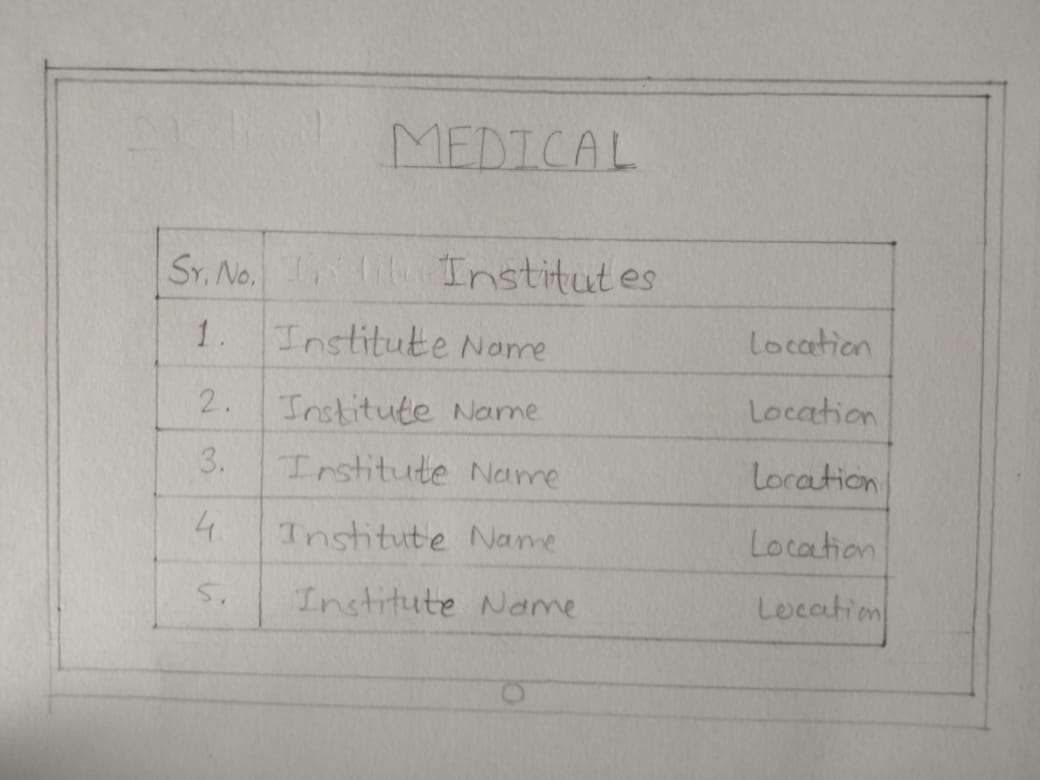 MEDICAL
Sr. No. Institutes
1. Institute Name Location
2. Institute Name Location
3. Institute Name Location
4. Institute Name Location
5. Institute Name Location